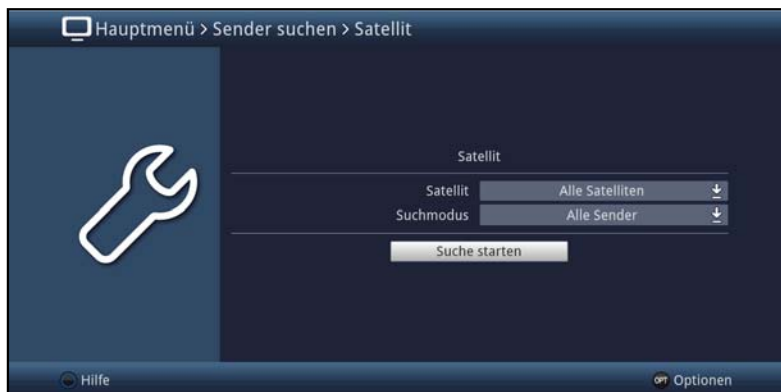 Hauptmenü > Sender suchen > Satellit
Satellit
Satellit Alle Satelliten
Suchmodus Alle Sender
Suche starten
Hilfe OPT Optionen